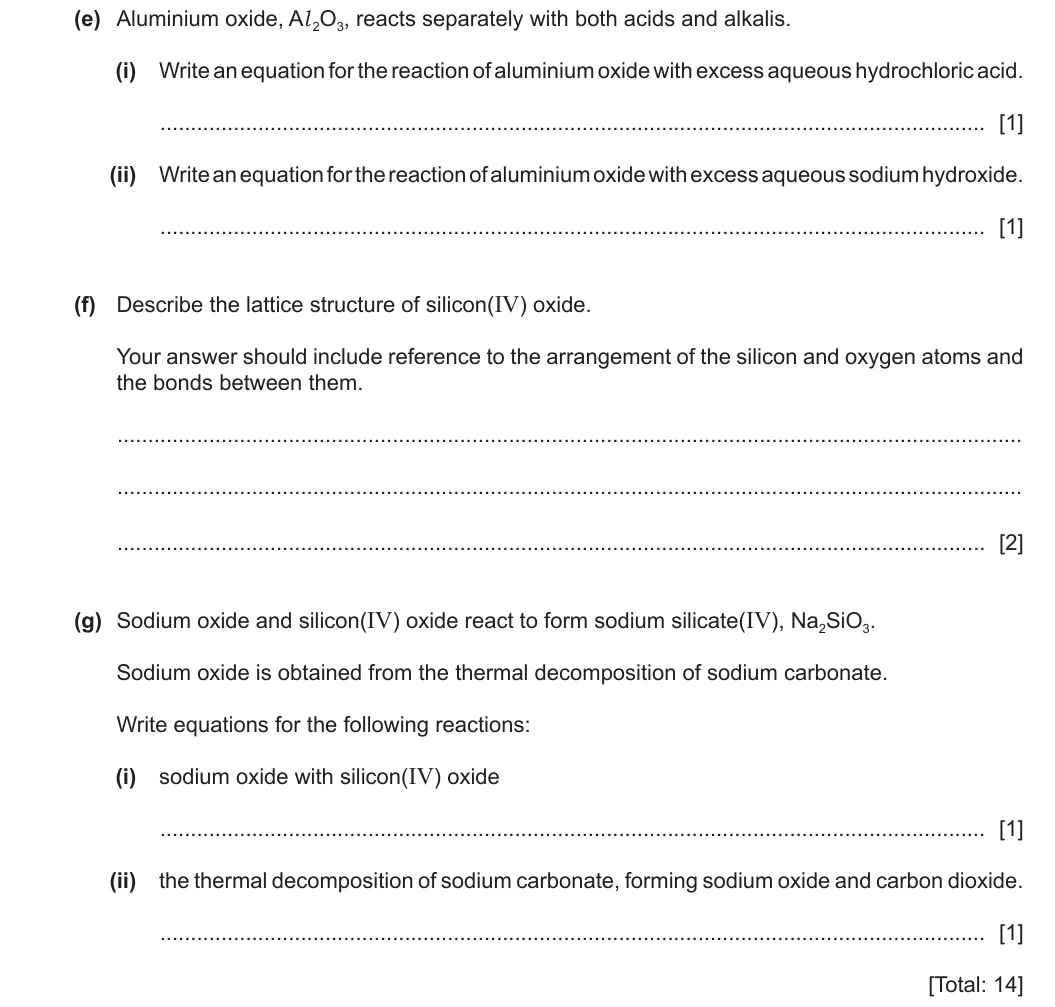 (e) Aluminium oxide, Al₂O₃, reacts separately with both acids and alkalis.
(i) Write an equation for the reaction of aluminium oxide with excess aqueous hydrochloric acid.
....................................................................................................................................... [1]
(ii) Write an equation for the reaction of aluminium oxide with excess aqueous sodium hydroxide.
....................................................................................................................................... [1]
(f) Describe the lattice structure of silicon(IV) oxide.
Your answer should include reference to the arrangement of the silicon and oxygen atoms and
the bonds between them.
....................................................................................................................................................
....................................................................................................................................................
.............................................................................................................................................. [2]
(g) Sodium oxide and silicon(IV) oxide react to form sodium silicate(IV), Na₂SiO₃.
Sodium oxide is obtained from the thermal decomposition of sodium carbonate.
Write equations for the following reactions:
(i) sodium oxide with silicon(IV) oxide
....................................................................................................................................... [1]
(ii) the thermal decomposition of sodium carbonate, forming sodium oxide and carbon dioxide.
....................................................................................................................................... [1]
[Total: 14]